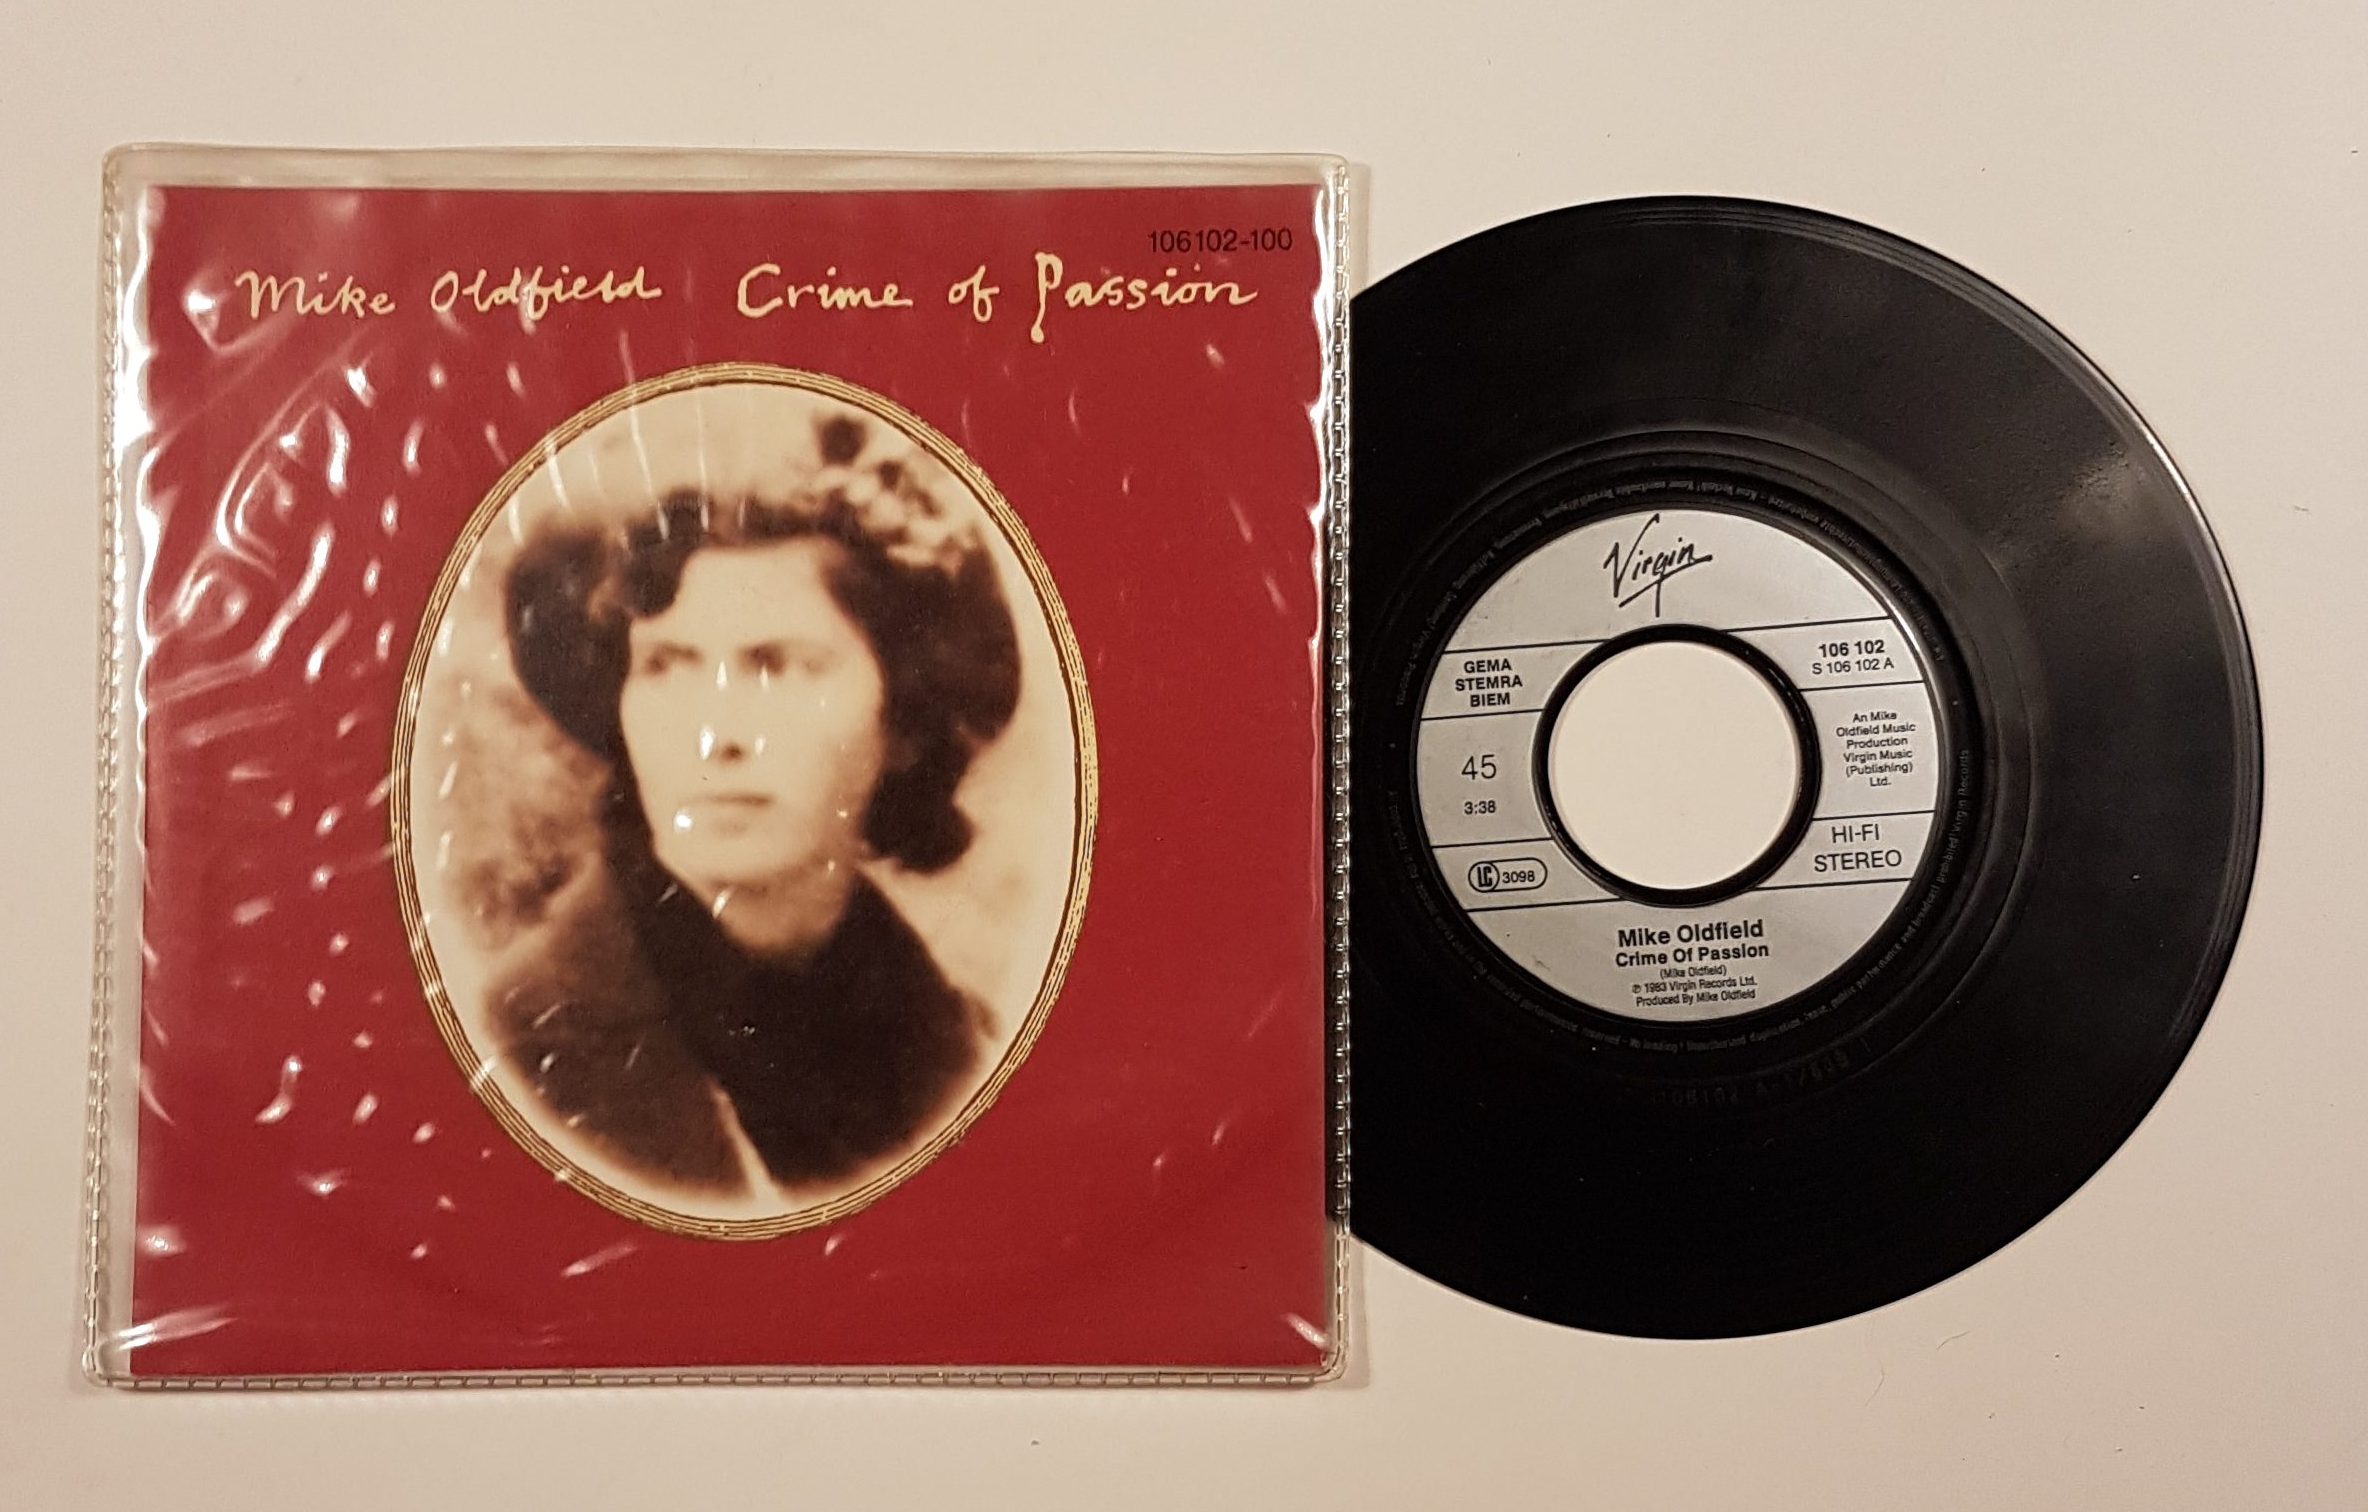 106102-100
Mike Oldfield Crime of Passion
Virgin
106 102
S 106 102 A
GEMA
STEMRA
BIEM
An Mike
Oldfield Music
Production
Virgin Music
(Publishing)
Ltd.
45
3:38
HI-FI
STEREO
LC 3098
Mike Oldfield
Crime Of Passion
(Mike Oldfield)
℗ 1983 Virgin Records Ltd.
Produced By Mike Oldfield